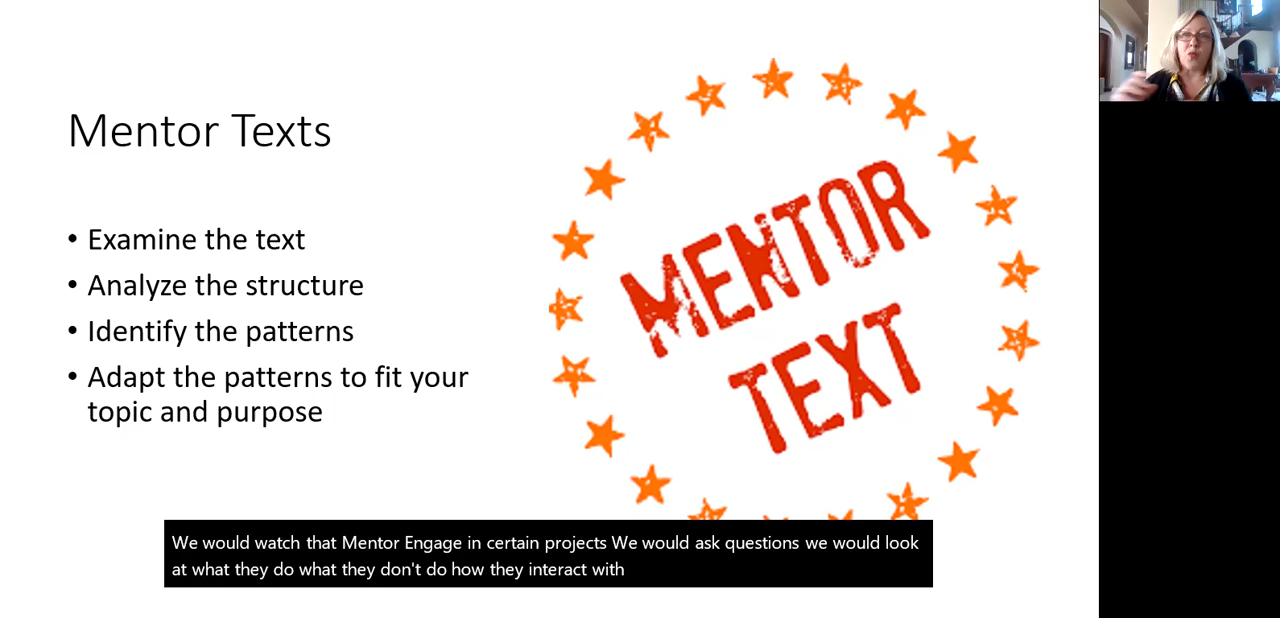 Mentor Texts
• Examine the text
• Analyze the structure
• Identify the patterns
• Adapt the patterns to fit your
topic and purpose
MENTOR
TEXT
We would watch that Mentor Engage in certain projects We would ask questions we would look
at what they do what they don't do how they interact with